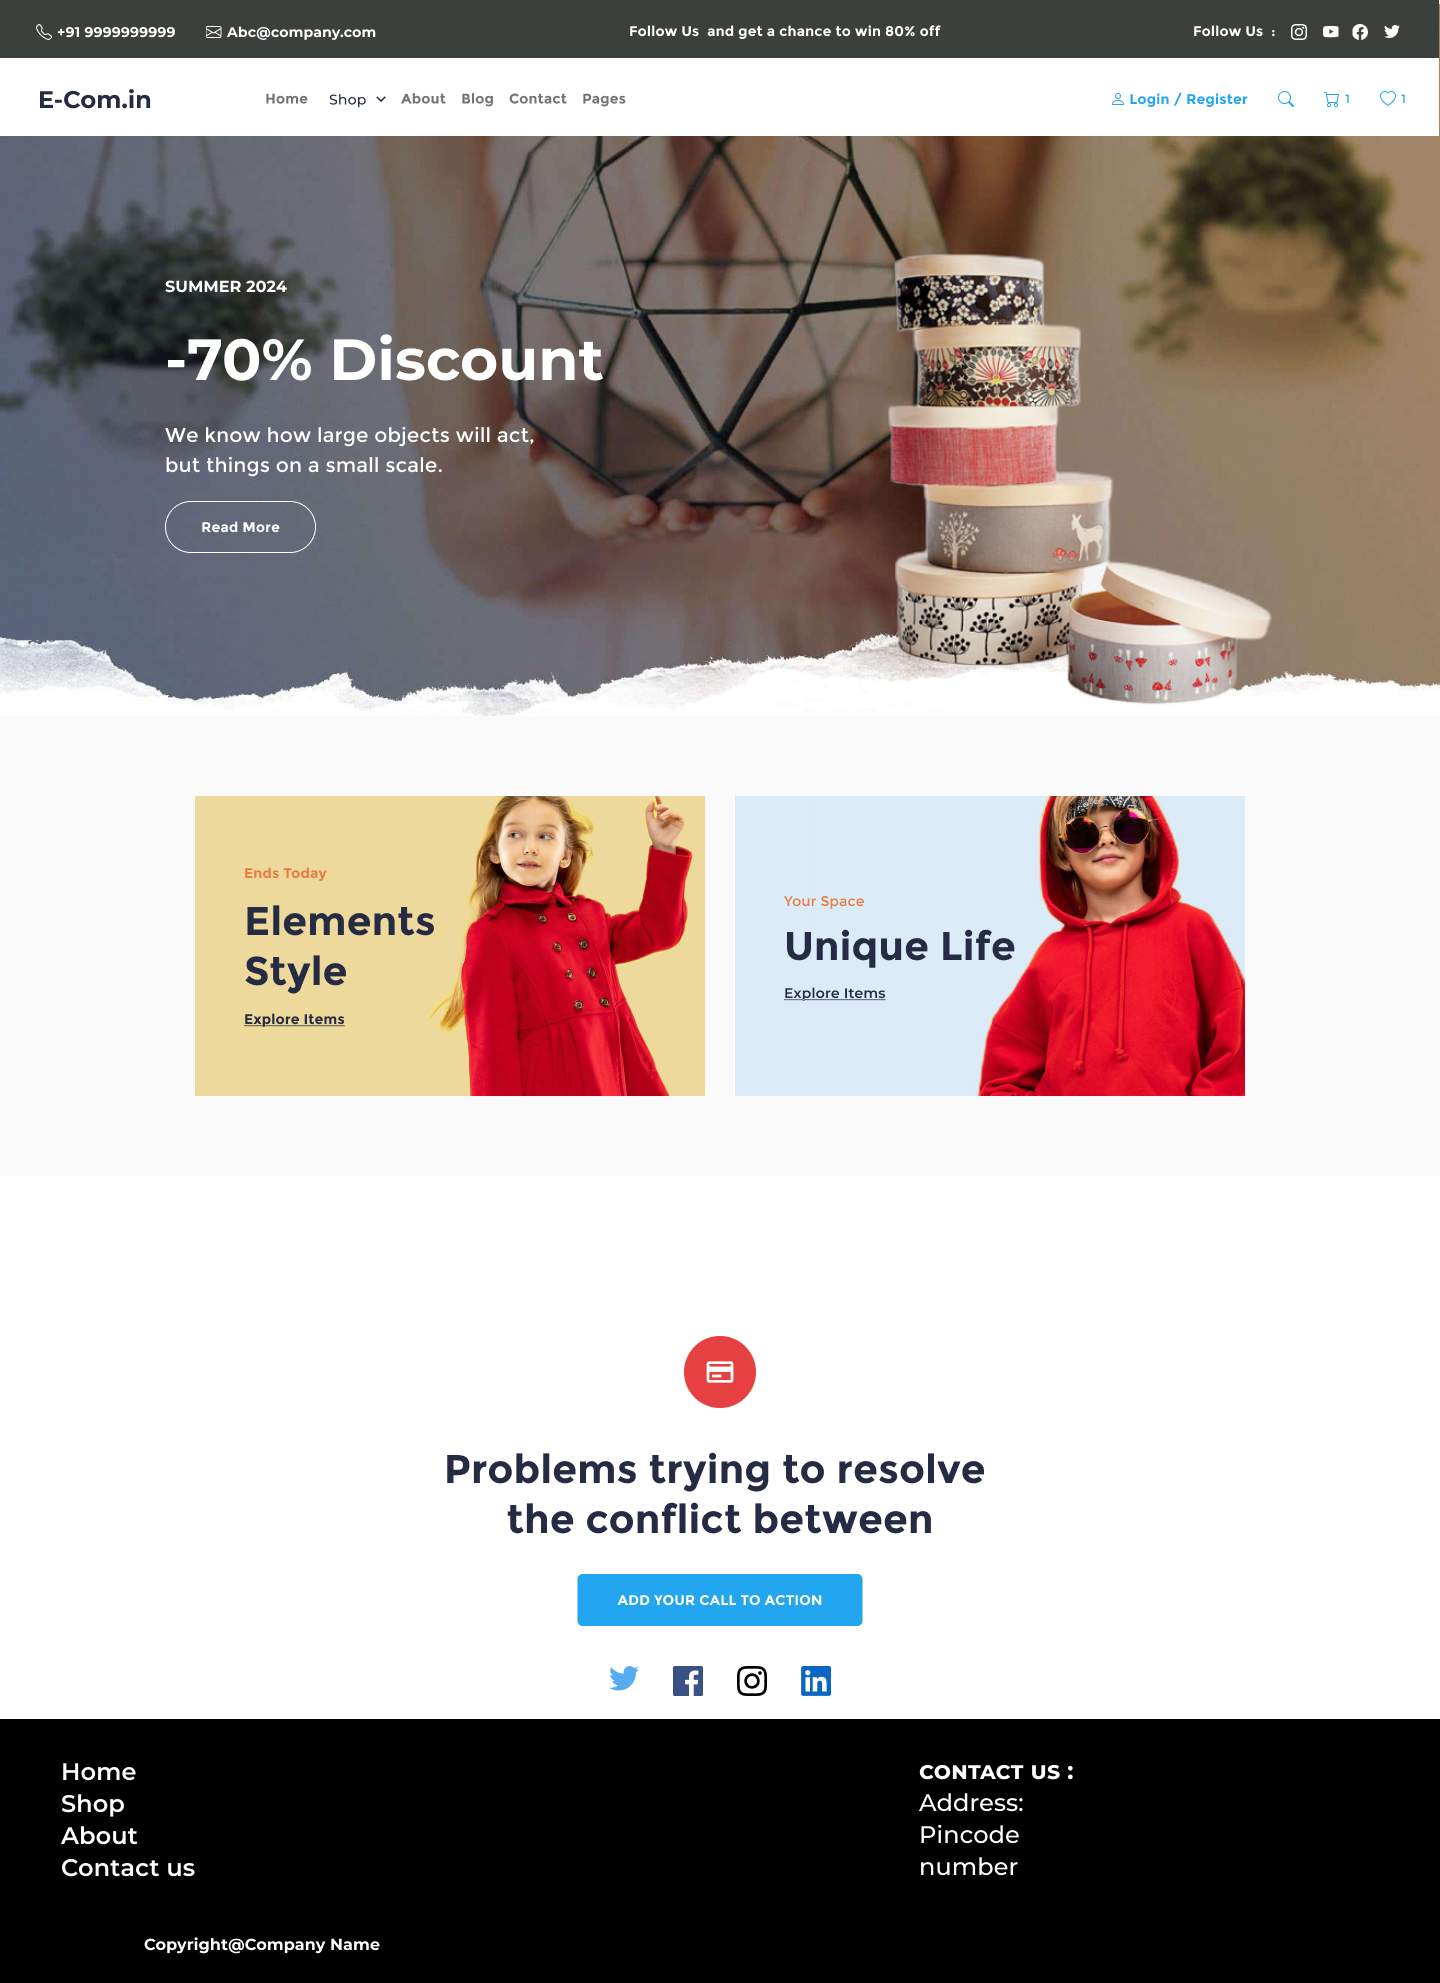 +91 9999999999
Abc@company.com
Follow Us  and get a chance to win 80% off
Follow Us  :
E-Com.in
Home
Shop
About
Blog
Contact
Pages
Login / Register
1
1
SUMMER 2024
-70% Discount
We know how large objects will act,
but things on a small scale.
Read More
Ends Today
Elements
Style
Explore Items
Your Space
Unique Life
Explore Items
Problems trying to resolve
the conflict between
ADD YOUR CALL TO ACTION
Home
Shop
About
Contact us
CONTACT US :
Address:
Pincode
number
Copyright@Company Name